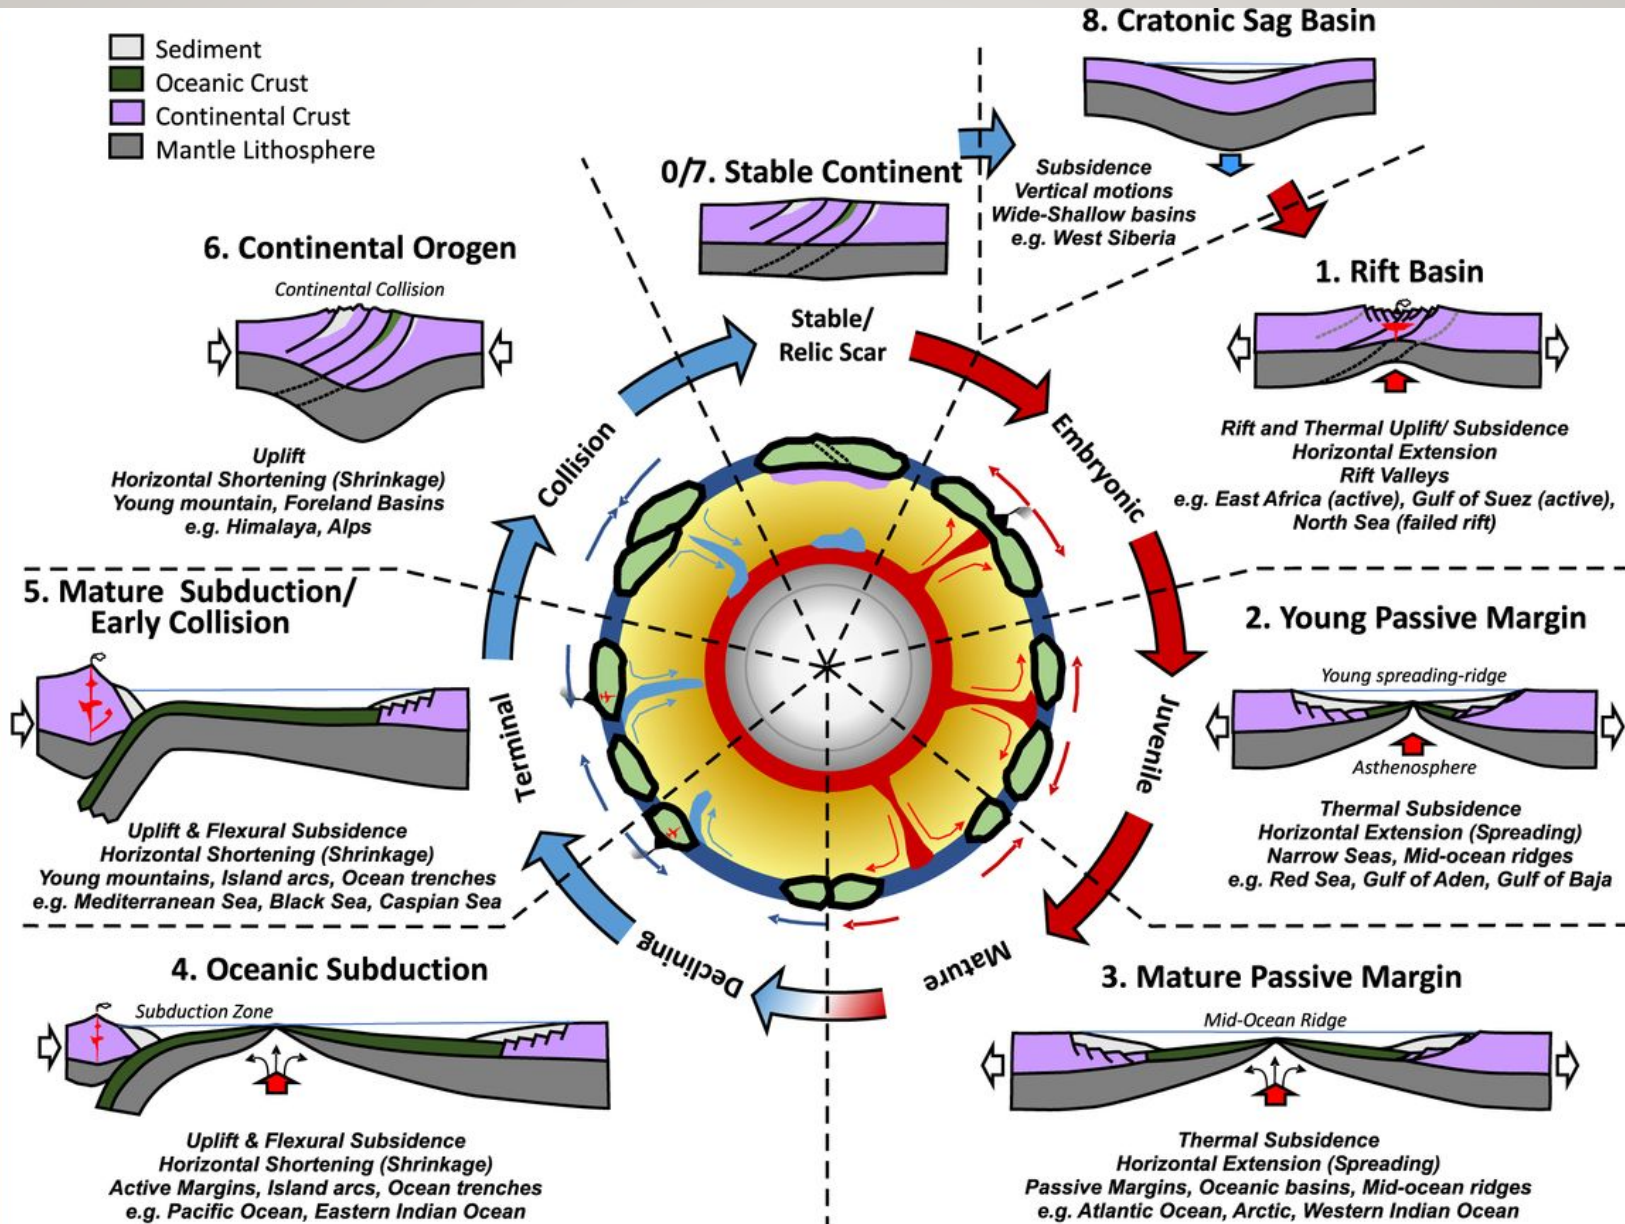 Sediment
Oceanic Crust
Continental Crust
Mantle Lithosphere
8. Cratonic Sag Basin
Subsidence
Vertical motions
Wide-Shallow basins
e.g. West Siberia
0/7. Stable Continent
Stable/
Relic Scar
1. Rift Basin
Rift and Thermal Uplift/ Subsidence
Horizontal Extension
Rift Valleys
e.g. East Africa (active), Gulf of Suez (active),
North Sea (failed rift)
Embryonic
2. Young Passive Margin
Young spreading-ridge
Asthenosphere
Thermal Subsidence
Horizontal Extension (Spreading)
Narrow Seas, Mid-ocean ridges
e.g. Red Sea, Gulf of Aden, Gulf of Baja
Juvenile
3. Mature Passive Margin
Mid-Ocean Ridge
Thermal Subsidence
Horizontal Extension (Spreading)
Passive Margins, Oceanic basins, Mid-ocean ridges
e.g. Atlantic Ocean, Arctic, Western Indian Ocean
Mature
4. Oceanic Subduction
Subduction Zone
Uplift & Flexural Subsidence
Horizontal Shortening (Shrinkage)
Active Margins, Island arcs, Ocean trenches
e.g. Pacific Ocean, Eastern Indian Ocean
Declining
5. Mature Subduction/
Early Collision
Uplift & Flexural Subsidence
Horizontal Shortening (Shrinkage)
Young mountains, Island arcs, Ocean trenches
e.g. Mediterranean Sea, Black Sea, Caspian Sea
Terminal
6. Continental Orogen
Continental Collision
Uplift
Horizontal Shortening (Shrinkage)
Young mountain, Foreland Basins
e.g. Himalaya, Alps
Collision